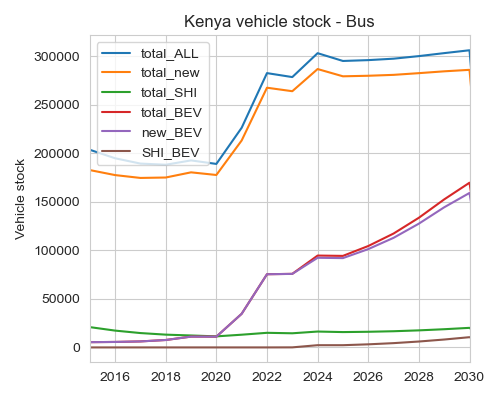 Kenya vehicle stock - Bus
300000
250000
200000
150000
100000
50000
0
Vehicle stock
total_ALL
total_new
total_SHI
total_BEV
new_BEV
SHI_BEV
2016 2018 2020 2022 2024 2026 2028 2030